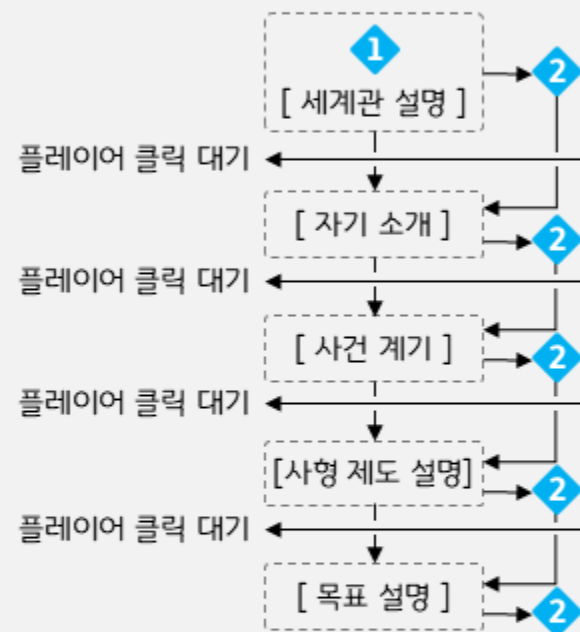 1
2
[ 세계관 설명 ]
플레이어 클릭 대기
[ 자기 소개 ]
2
플레이어 클릭 대기
[ 사건 계기 ]
2
플레이어 클릭 대기
[사형 제도 설명]
2
플레이어 클릭 대기
[ 목표 설명 ]
2